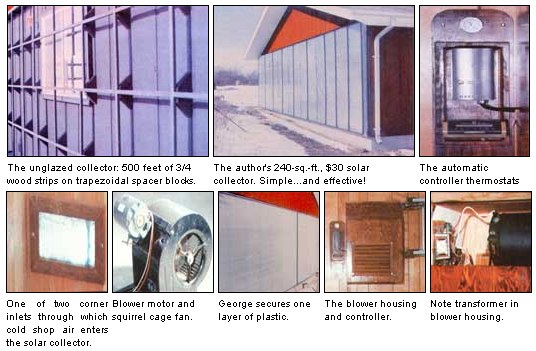 The unglazed collector: 500 feet of 3/4
wood strips on trapezoidal spacer blocks.
The author's 240-sq.-ft., $30 solar
collector. Simple...and effective!
The automatic
controller thermostats
One of two corner
inlets through which
cold shop air enters
the solar collector.
Blower motor and
squirrel cage fan.
George secures one
layer of plastic.
The blower housing
and controller.
Note transformer in
blower housing.